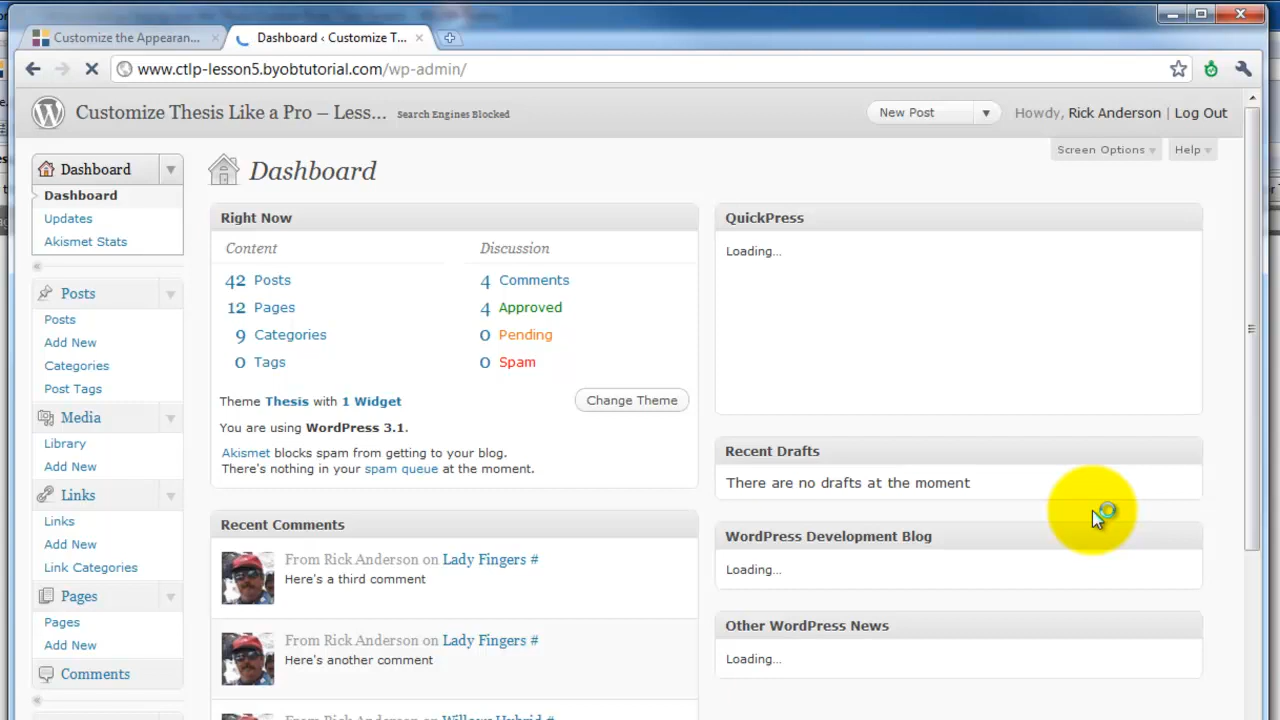 Customize the Appearan...
Dashboard ‹ Customize T...
www.ctlp-lesson5.byobtutorial.com/wp-admin/
Customize Thesis Like a Pro – Less...
Search Engines Blocked
New Post
Howdy, Rick Anderson | Log Out
Screen Options
Help
Dashboard
Dashboard
Updates
Akismet Stats
Posts
Posts
Add New
Categories
Post Tags
Media
Library
Add New
Links
Links
Add New
Link Categories
Pages
Pages
Add New
Comments
Dashboard
Right Now
Content
42 Posts
12 Pages
9 Categories
0 Tags
Discussion
4 Comments
4 Approved
0 Pending
0 Spam
Theme Thesis with 1 Widget
Change Theme
You are using WordPress 3.1.
Akismet blocks spam from getting to your blog.
There's nothing in your spam queue at the moment.
Recent Comments
From Rick Anderson on Lady Fingers #
Here's a third comment
From Rick Anderson on Lady Fingers #
Here's another comment
From Rick Anderson on Willows Hybrid #
QuickPress
Loading...
Recent Drafts
There are no drafts at the moment
WordPress Development Blog
Loading...
Other WordPress News
Loading...